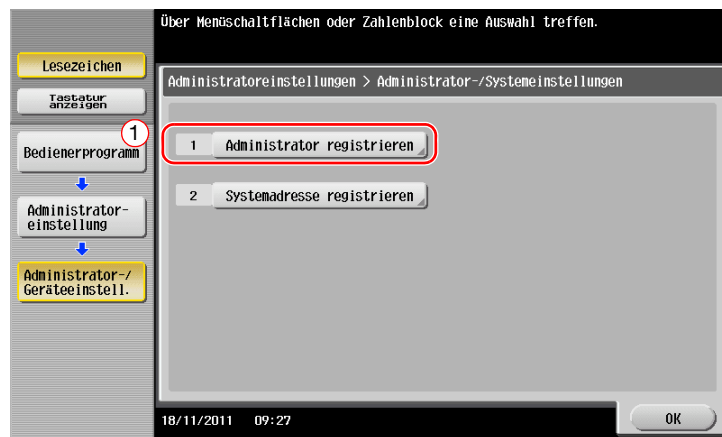 Über Menüschaltflächen oder Zahlenblock eine Auswahl treffen.
Lesezeichen
Tastatur
anzeigen
Bedienerprogramm
Administrator-
einstellung
Administrator-/
Geräteeinstell.
Administratoreinstellungen > Administrator-/Systemeinstellungen
1
1 Administrator registrieren
2 Systemadresse registrieren
18/11/2011 09:27
OK